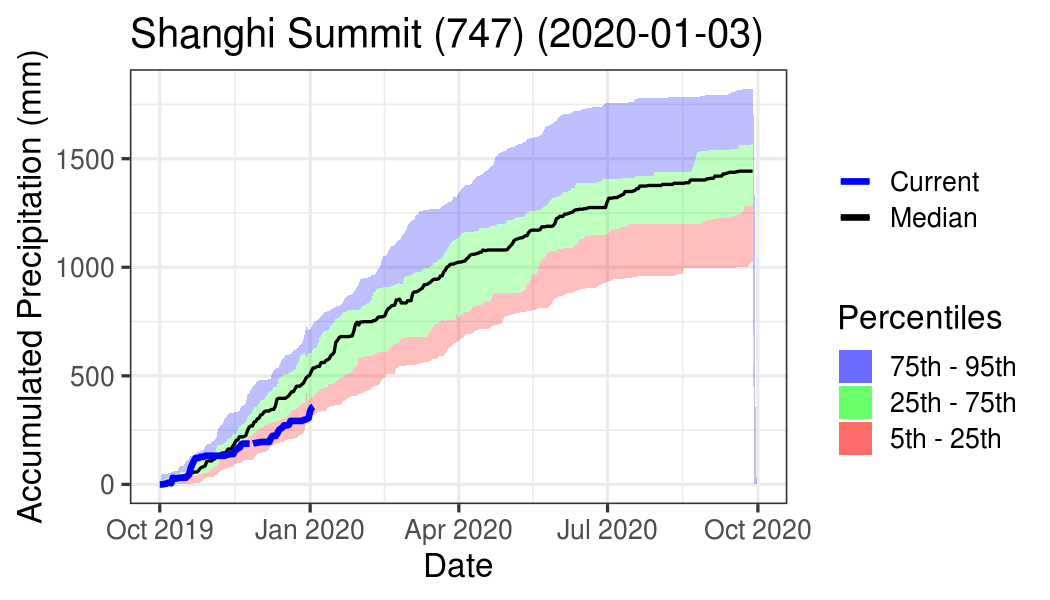 Shanghi Summit (747) (2020-01-03)
Accumulated Precipitation (mm)
1500
1000
500
0
Oct 2019
Jan 2020
Apr 2020
Jul 2020
Oct 2020
Date
Current
Median
Percentiles
75th - 95th
25th - 75th
5th - 25th